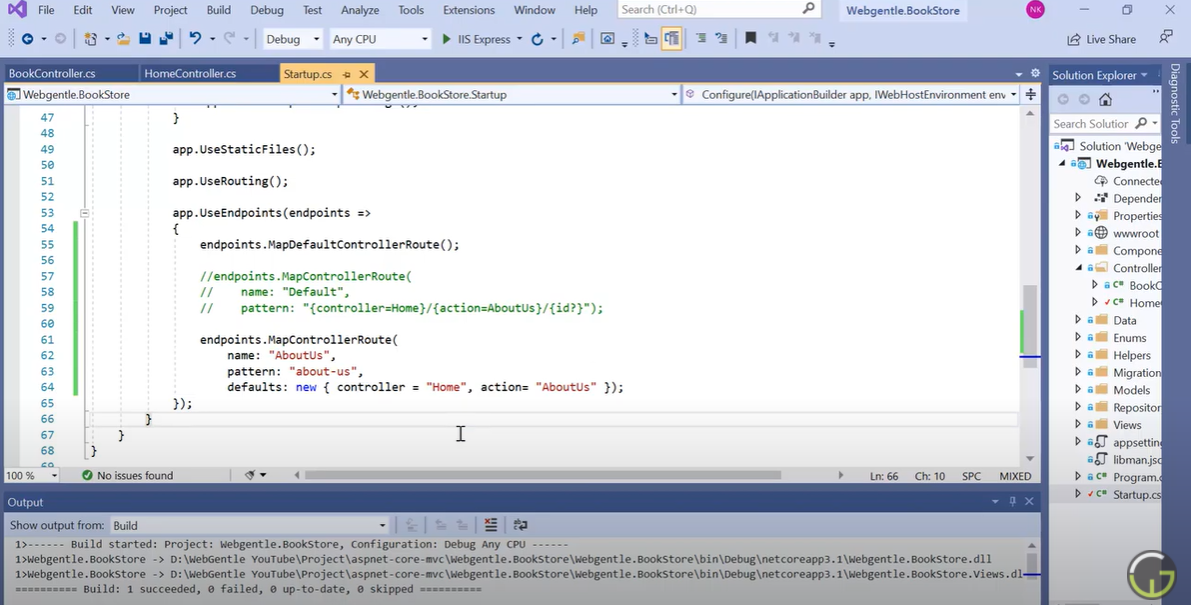 File Edit View Project Build Debug Test Analyze Tools Extensions Window Help Search (Ctrl+Q) Webgentle.BookStore NK
Debug Any CPU IIS Express Live Share
BookController.cs HomeController.cs Startup.cs
Webgentle.BookStore Webgentle.BookStore.Startup Configure(IApplicationBuilder app, IWebHostEnvironment env
47 }
48
49 app.UseStaticFiles();
50
51 app.UseRouting();
52
53 app.UseEndpoints(endpoints =>
54 {
55 endpoints.MapDefaultControllerRoute();
56
57 //endpoints.MapControllerRoute(
58 // name: "Default",
59 // pattern: "{controller=Home}/{action=AboutUs}/{id?}");
60
61 endpoints.MapControllerRoute(
62 name: "AboutUs",
63 pattern: "about-us",
64 defaults: new { controller = "Home", action= "AboutUs" });
65 });
66 }
67 }
68 }
100 % No issues found Ln: 66 Ch: 10 SPC MIXED
Output
Show output from: Build
1>------ Build started: Project: Webgentle.BookStore, Configuration: Debug Any CPU ------
1>Webgentle.BookStore -> D:\WebGentle YouTube\Project\aspnet-core-mvc\Webgentle.BookStore\Webgentle.BookStore\bin\Debug\netcoreapp3.1\Webgentle.BookStore.dll
1>Webgentle.BookStore -> D:\WebGentle YouTube\Project\aspnet-core-mvc\Webgentle.BookStore\Webgentle.BookStore\bin\Debug\netcoreapp3.1\Webgentle.BookStore.Views.dl
========== Build: 1 succeeded, 0 failed, 0 up-to-date, 0 skipped ==========
Solution Explorer
Search Solution
Solution 'Webge
Webgentle.B
Connecte
Depender
Properties
wwwroot
Compone
Controller
C# BookC
C# Home
Data
Enums
Helpers
Migration
Models
Repositor
Views
appsetting
libman.jsc
C# Program.c
C# Startup.cs
Diagnostic Tools